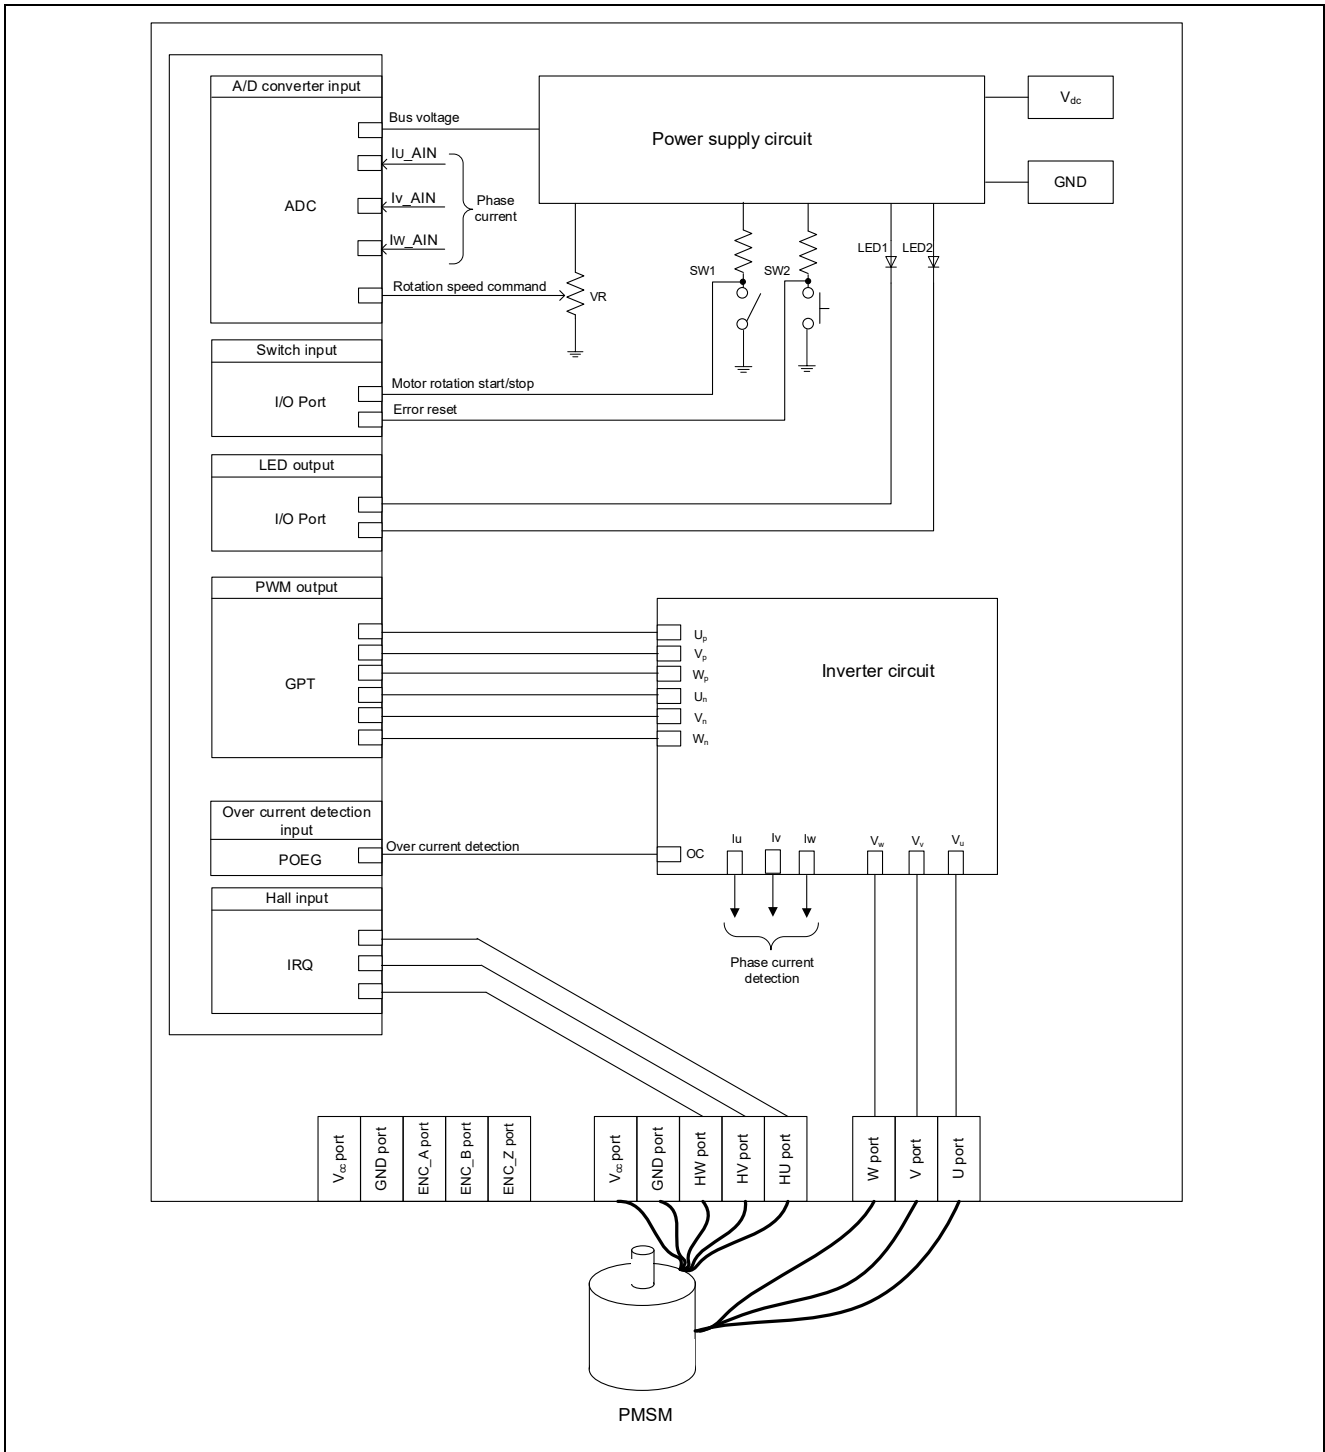 A/D converter input
ADC
Bus voltage
IU_AIN
Iv_AIN
IW_AIN
Phase
current
Rotation speed command
Power supply circuit
Vdc
GND
VR
SW1
SW2
LED1
LED2
Switch input
I/O Port
Motor rotation start/stop
Error reset
LED output
I/O Port
PWM output
GPT
Up
Vp
Wp
Un
Vn
Wn
Inverter circuit
Over current detection
input
POEG
Over current detection
OC
Iu
Iv
Iw
Vw
Vv
Vu
Phase current
detection
Hall input
IRQ
Vcc port
GND port
ENC_A port
ENC_B port
ENC_Z port
Vcc port
GND port
HW port
HV port
HU port
W port
V port
U port
PMSM